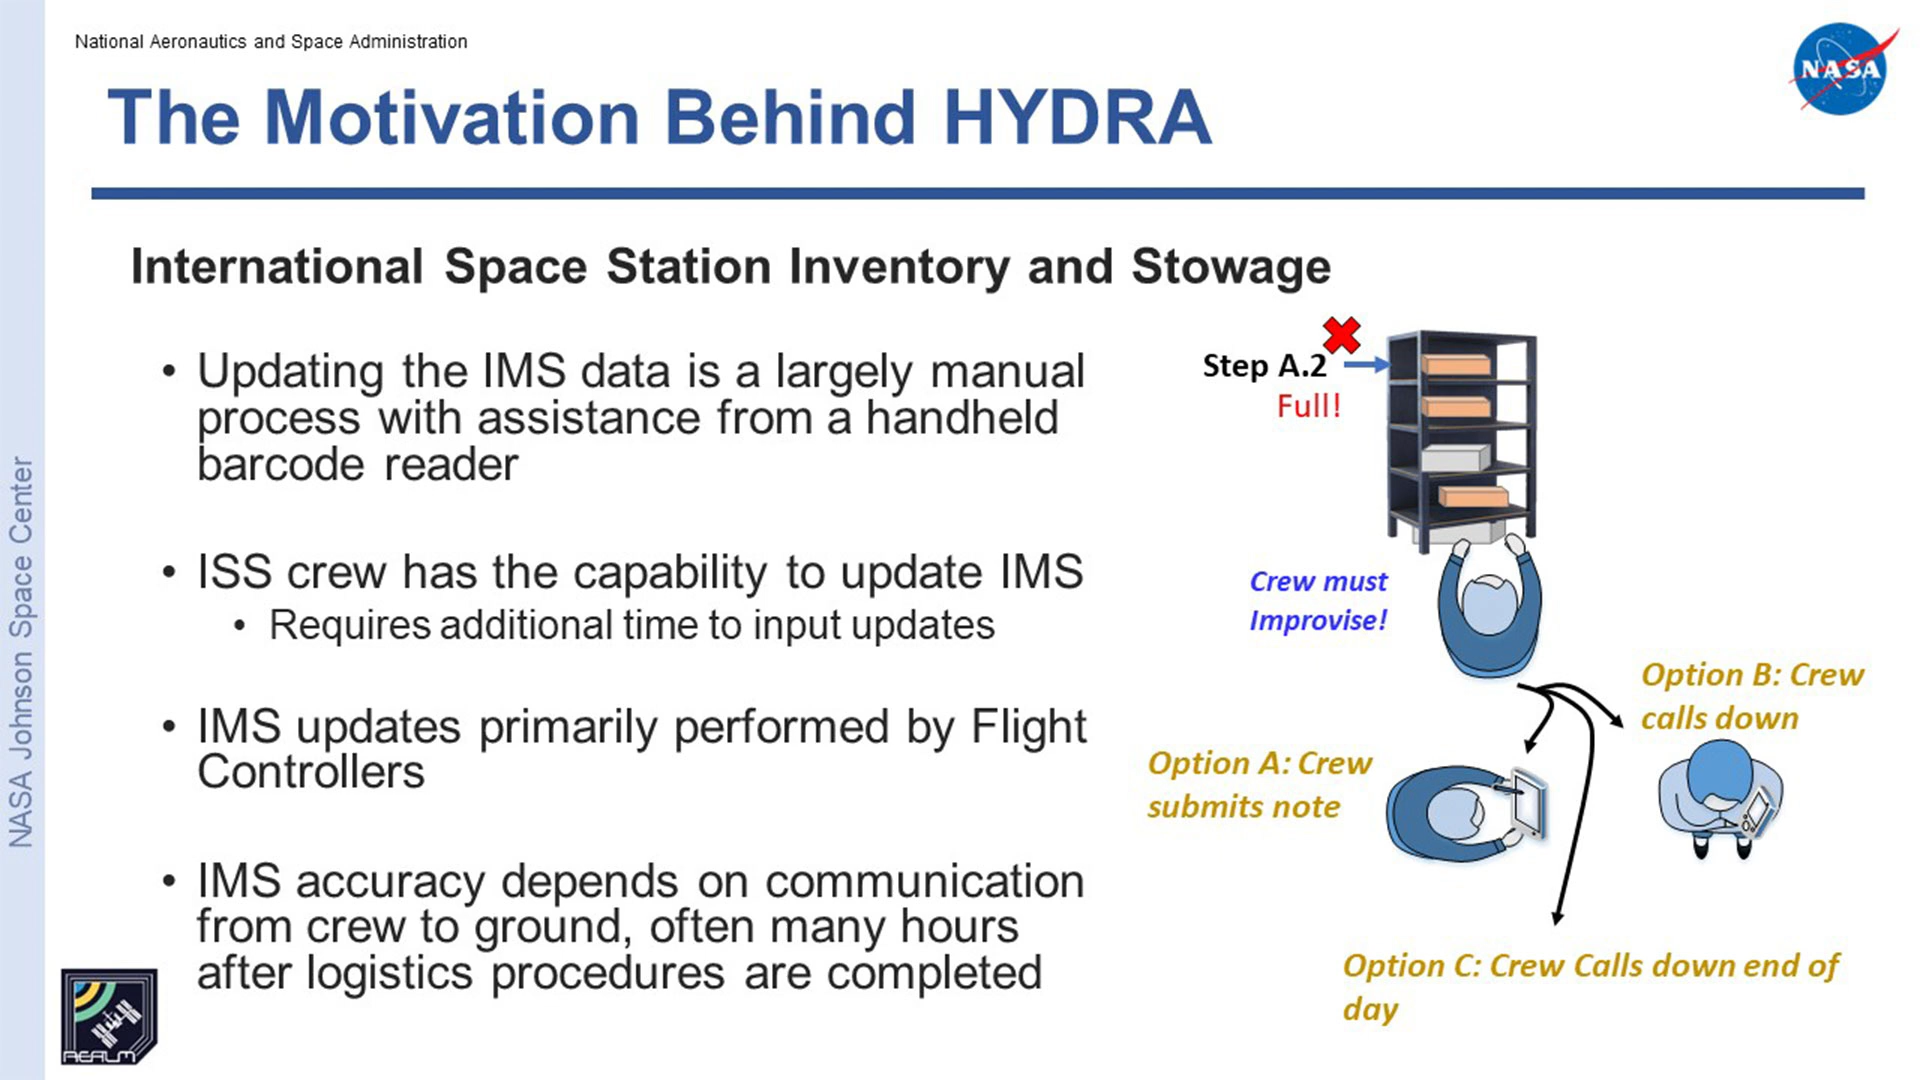 National Aeronautics and Space Administration
NASA
The Motivation Behind HYDRA
International Space Station Inventory and Stowage
• Updating the IMS data is a largely manual
process with assistance from a handheld
barcode reader
• ISS crew has the capability to update IMS
• Requires additional time to input updates
• IMS updates primarily performed by Flight
Controllers
• IMS accuracy depends on communication
from crew to ground, often many hours
after logistics procedures are completed
Step A.2
Full!
Crew must
Improvise!
Option B: Crew
calls down
Option A: Crew
submits note
Option C: Crew Calls down end of
day
NASA Johnson Space Center
REALM